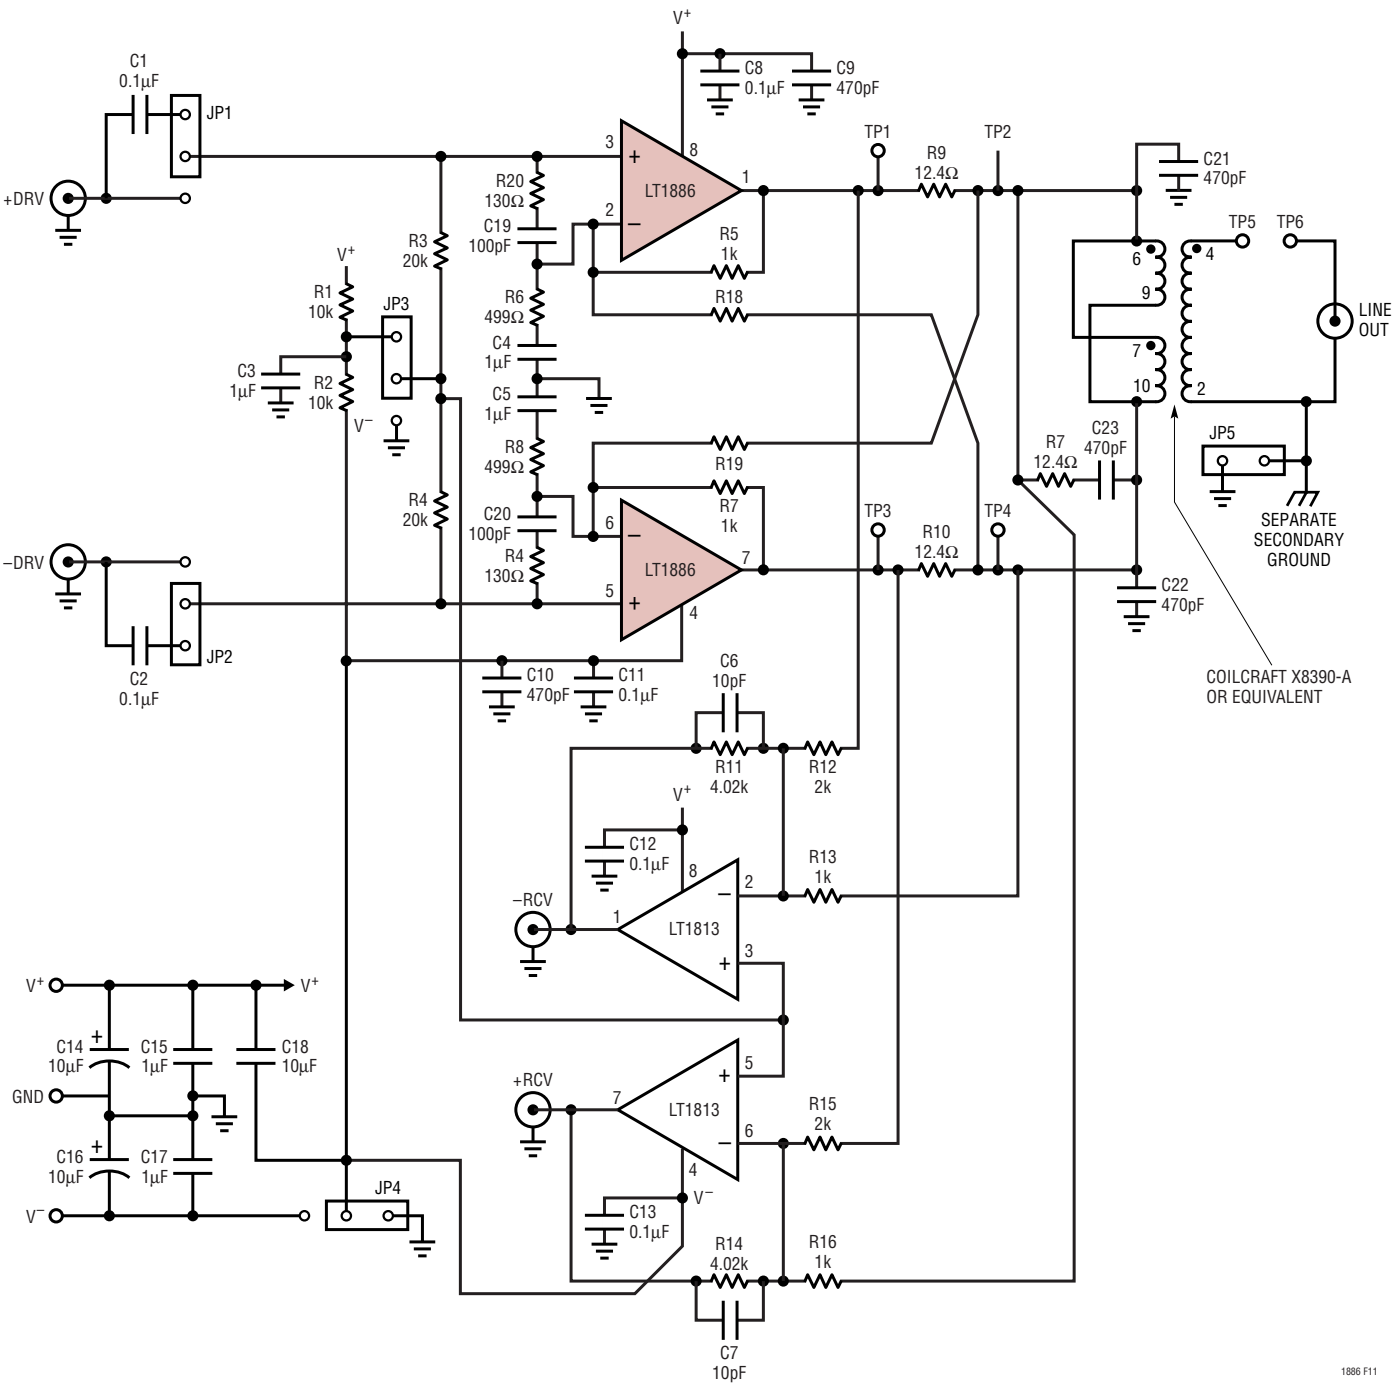 V+
C1
0.1µF
JP1
C8
0.1µF
C9
470pF
+DRV
3
+
8
LT1886
1
2
–
R20
130Ω
C19
100pF
TP1
R9
12.4Ω
TP2
C21
470pF
R3
20k
R5
1k
R18
TP5
TP6
6
9
4
7
10
2
LINE
OUT
V+
R1
10k
JP3
R6
499Ω
C4
1µF
C3
1µF
R2
10k
V–
C5
1µF
R8
499Ω
R19
R7
1k
R7
12.4Ω
C23
470pF
JP5
SEPARATE
SECONDARY
GROUND
R4
20k
C20
100pF
R4
130Ω
6
–
LT1886
7
5
+
4
TP3
R10
12.4Ω
TP4
C22
470pF
–DRV
JP2
C2
0.1µF
C10
470pF
C11
0.1µF
COILCRAFT X8390-A
OR EQUIVALENT
C6
10pF
R11
4.02k
R12
2k
V+
C12
0.1µF
8
2
–
R13
1k
–RCV
1
LT1813
3
+
V+
V+
C14
+
10µF
C15
1µF
C18
10µF
GND
C16
+
10µF
C17
1µF
V–
JP4
5
+
+RCV
7
LT1813
6
–
R15
2k
4
V–
C13
0.1µF
R14
4.02k
R16
1k
C7
10pF
1886 F11